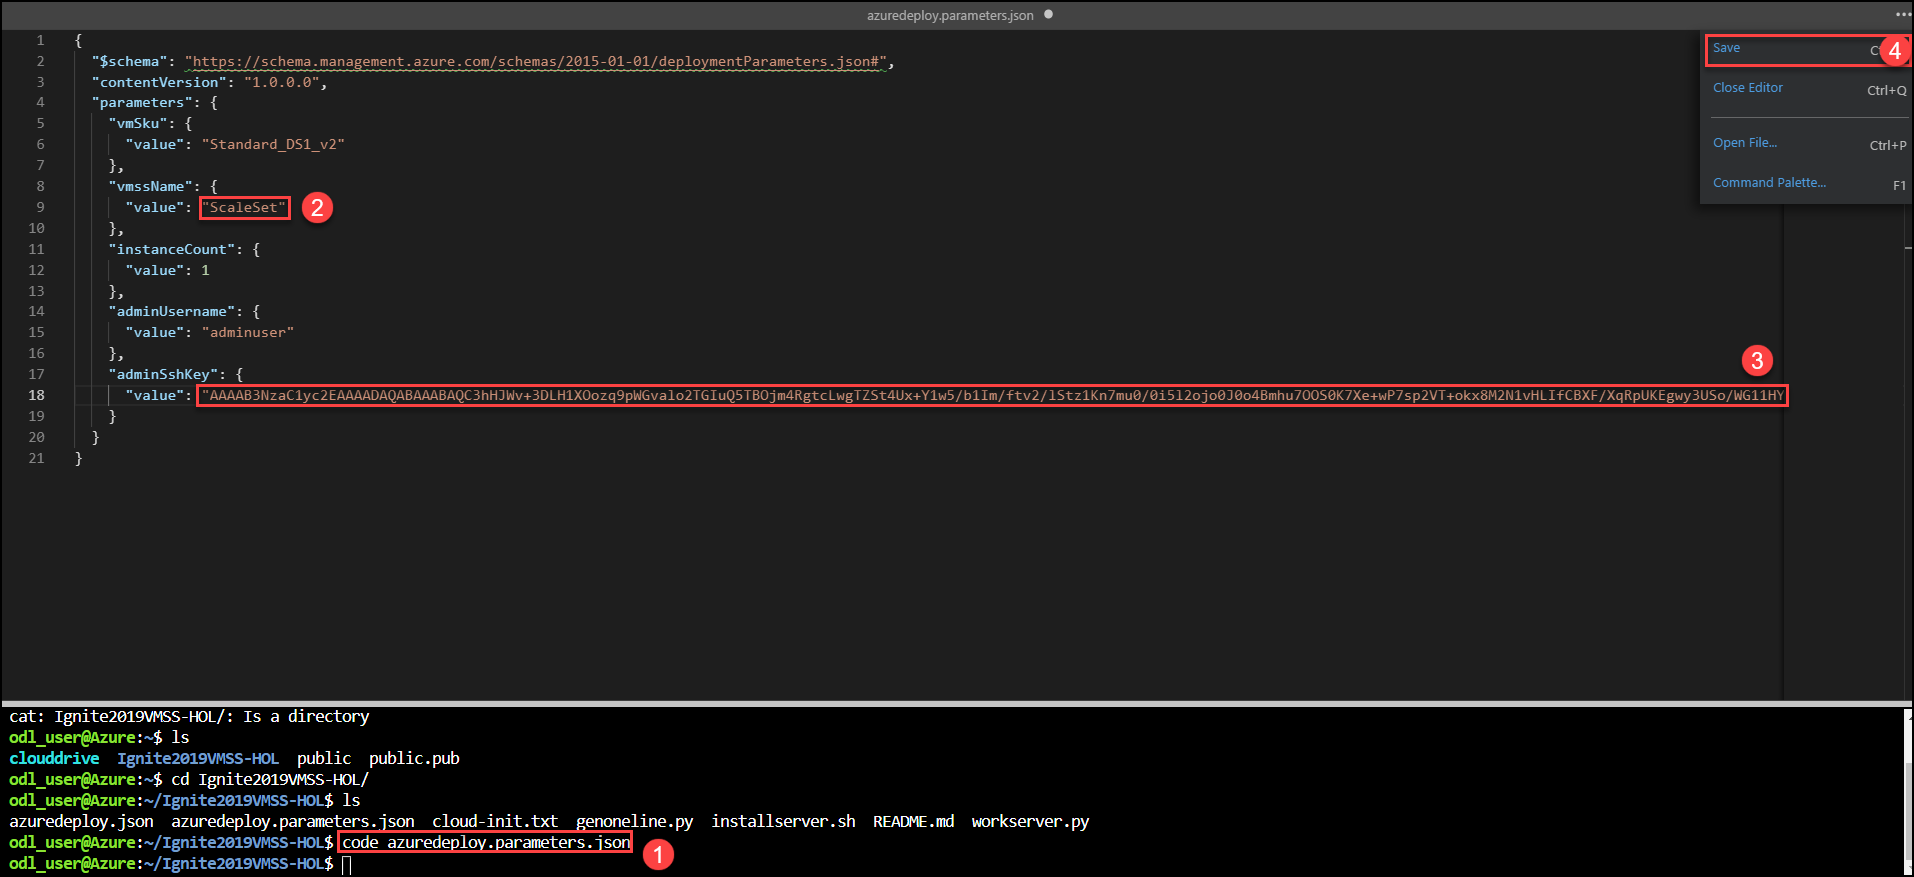 azuredeploy.parameters.json
1 {
2 "$schema": "https://schema.management.azure.com/schemas/2015-01-01/deploymentParameters.json#",
3 "contentVersion": "1.0.0.0",
4 "parameters": {
5 "vmSku": {
6 "value": "Standard_DS1_v2"
7 },
8 "vmssName": {
9 "value": "ScaleSet" 2
10 },
11 "instanceCount": {
12 "value": 1
13 },
14 "adminUsername": {
15 "value": "adminuser"
16 },
17 "adminSshKey": {
3
18 "value": "AAAAB3NzaC1yc2EAAAADAQABAAABAQC3hHJWv+3DLH1XOozq9pWGvalo2TGIuQ5TBOjm4RgtcLwgTZSt4Ux+Y1w5/b1Im/ftv2/lStz1Kn7mu0/0i5l2ojo0J0o4Bmhu7OOS0K7Xe+wP7sp2VT+okx8M2N1vHLIfCBXF/XqRpUKEgwy3USo/WG11HY
19 }
20 }
21 }
Save 4
Close Editor Ctrl+Q
Open File... Ctrl+P
Command Palette... F1
cat: Ignite2019VMSS-HOL/: Is a directory
odl_user@Azure:~$ ls
clouddrive Ignite2019VMSS-HOL public public.pub
odl_user@Azure:~$ cd Ignite2019VMSS-HOL/
odl_user@Azure:~/Ignite2019VMSS-HOL$ ls
azuredeploy.json azuredeploy.parameters.json cloud-init.txt genoneline.py installserver.sh README.md workserver.py
odl_user@Azure:~/Ignite2019VMSS-HOL$ code azuredeploy.parameters.json 1
odl_user@Azure:~/Ignite2019VMSS-HOL$